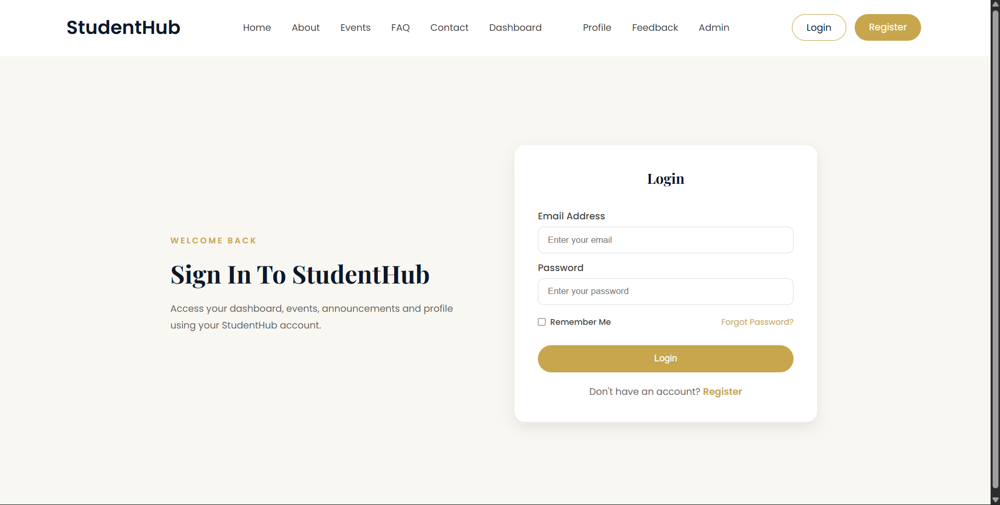 StudentHub
Home About Events FAQ Contact Dashboard Profile Feedback Admin Login Register
WELCOME BACK
Sign In To StudentHub
Access your dashboard, events, announcements and profile
using your StudentHub account.
Login
Email Address
Enter your email
Password
Enter your password
Remember Me Forgot Password?
Login
Don't have an account? Register